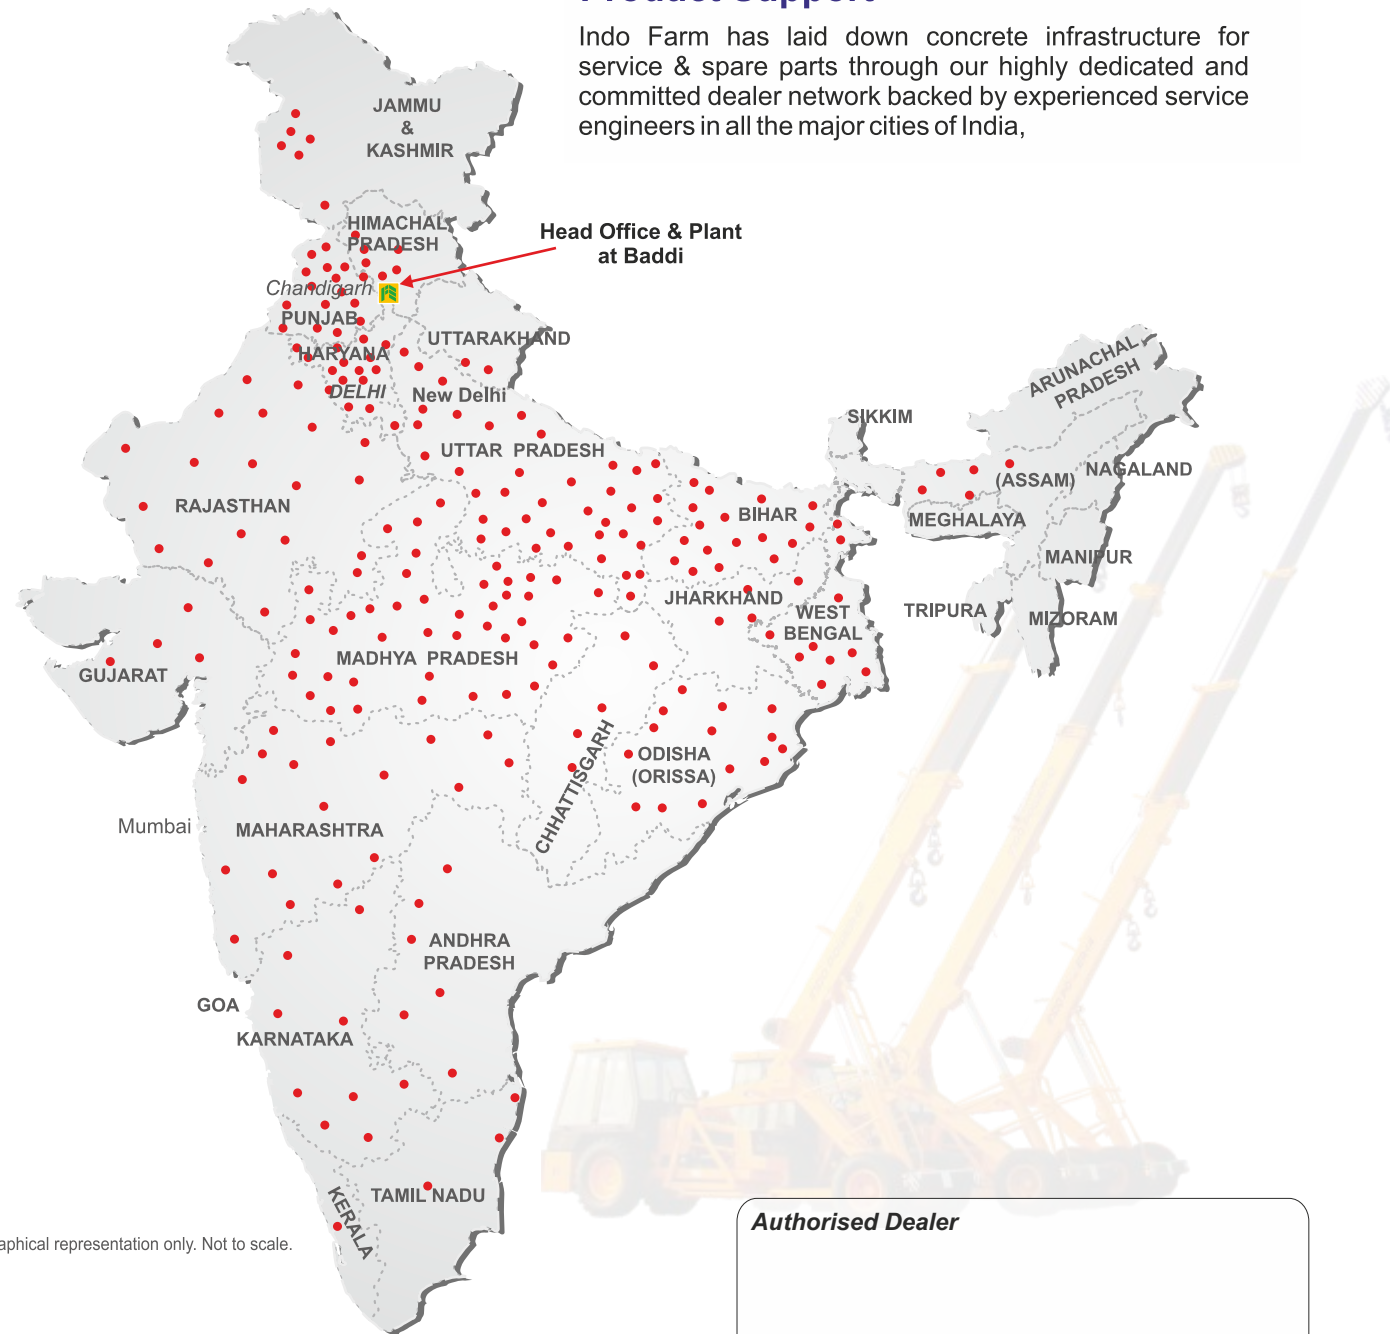 Product Support
Indo Farm has laid down concrete infrastructure for
service & spare parts through our highly dedicated and
committed dealer network backed by experienced service
engineers in all the major cities of India,
JAMMU
&
KASHMIR
HIMACHAL
PRADESH
Head Office & Plant
at Baddi
Chandigarh
PUNJAB
UTTARAKHAND
HARYANA
DELHI
New Delhi
ARUNACHAL
PRADESH
SIKKIM
UTTAR PRADESH
(ASSAM)
NAGALAND
RAJASTHAN
BIHAR
MEGHALAYA
MANIPUR
JHARKHAND
WEST
BENGAL
TRIPURA
MIZORAM
MADHYA PRADESH
GUJARAT
CHHATTISGARH
ODISHA
(ORISSA)
Mumbai
MAHARASHTRA
ANDHRA
PRADESH
GOA
KARNATAKA
KERALA
TAMIL NADU
aphical representation only. Not to scale.
Authorised Dealer